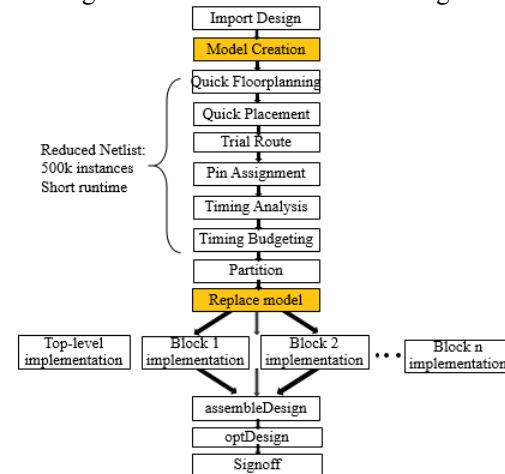 Import Design
Model Creation
Quick Floorplanning
Quick Placement
Trial Route
Pin Assignment
Timing Analysis
Timing Budgeting
Reduced Netlist:
500k instances
Short runtime
Partition
Replace model
Top-level
implementation
Block 1
implementation
Block 2
implementation
Block n
implementation
assembleDesign
optDesign
Signoff